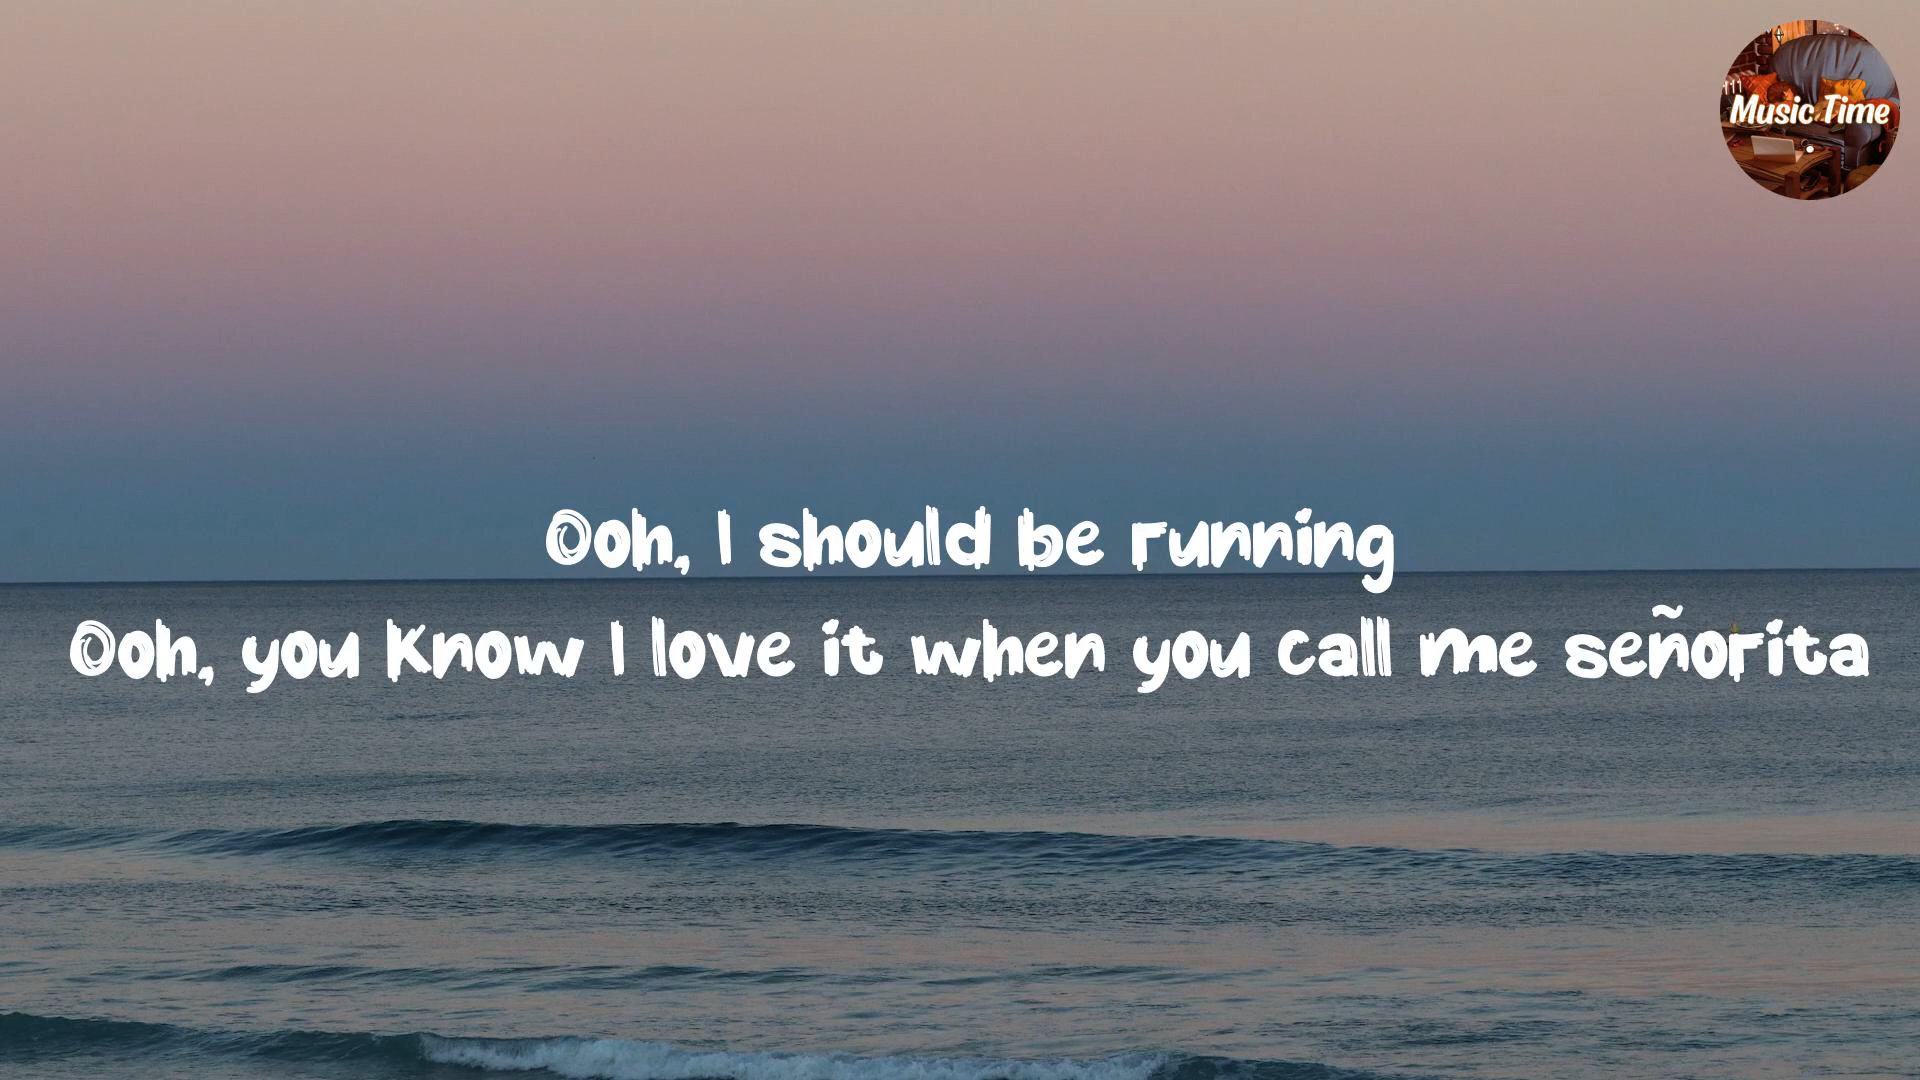 Music Time
Ooh, I should be running
Ooh, you know I love it when you call me señorita